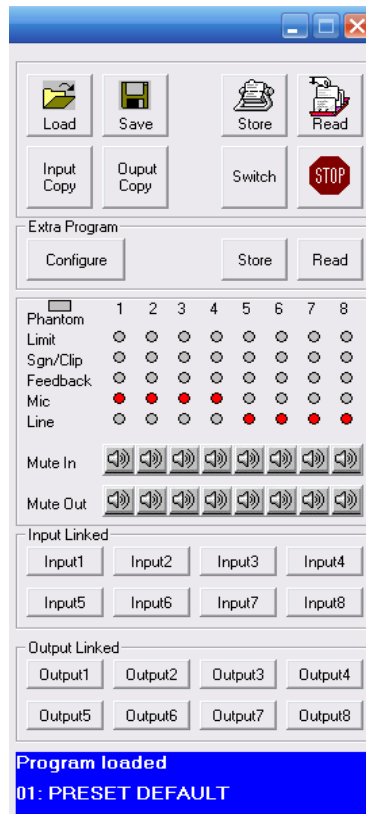 Load Save Store Read
Input Copy Ouput Copy Switch STOP
Extra Program
Configure Store Read
1 2 3 4 5 6 7 8
Phantom
Limit
Sgn/Clip
Feedback
Mic
Line
Mute In
Mute Out
Input Linked
Input1 Input2 Input3 Input4
Input5 Input6 Input7 Input8
Output Linked
Output1 Output2 Output3 Output4
Output5 Output6 Output7 Output8
Program loaded
01: PRESET DEFAULT